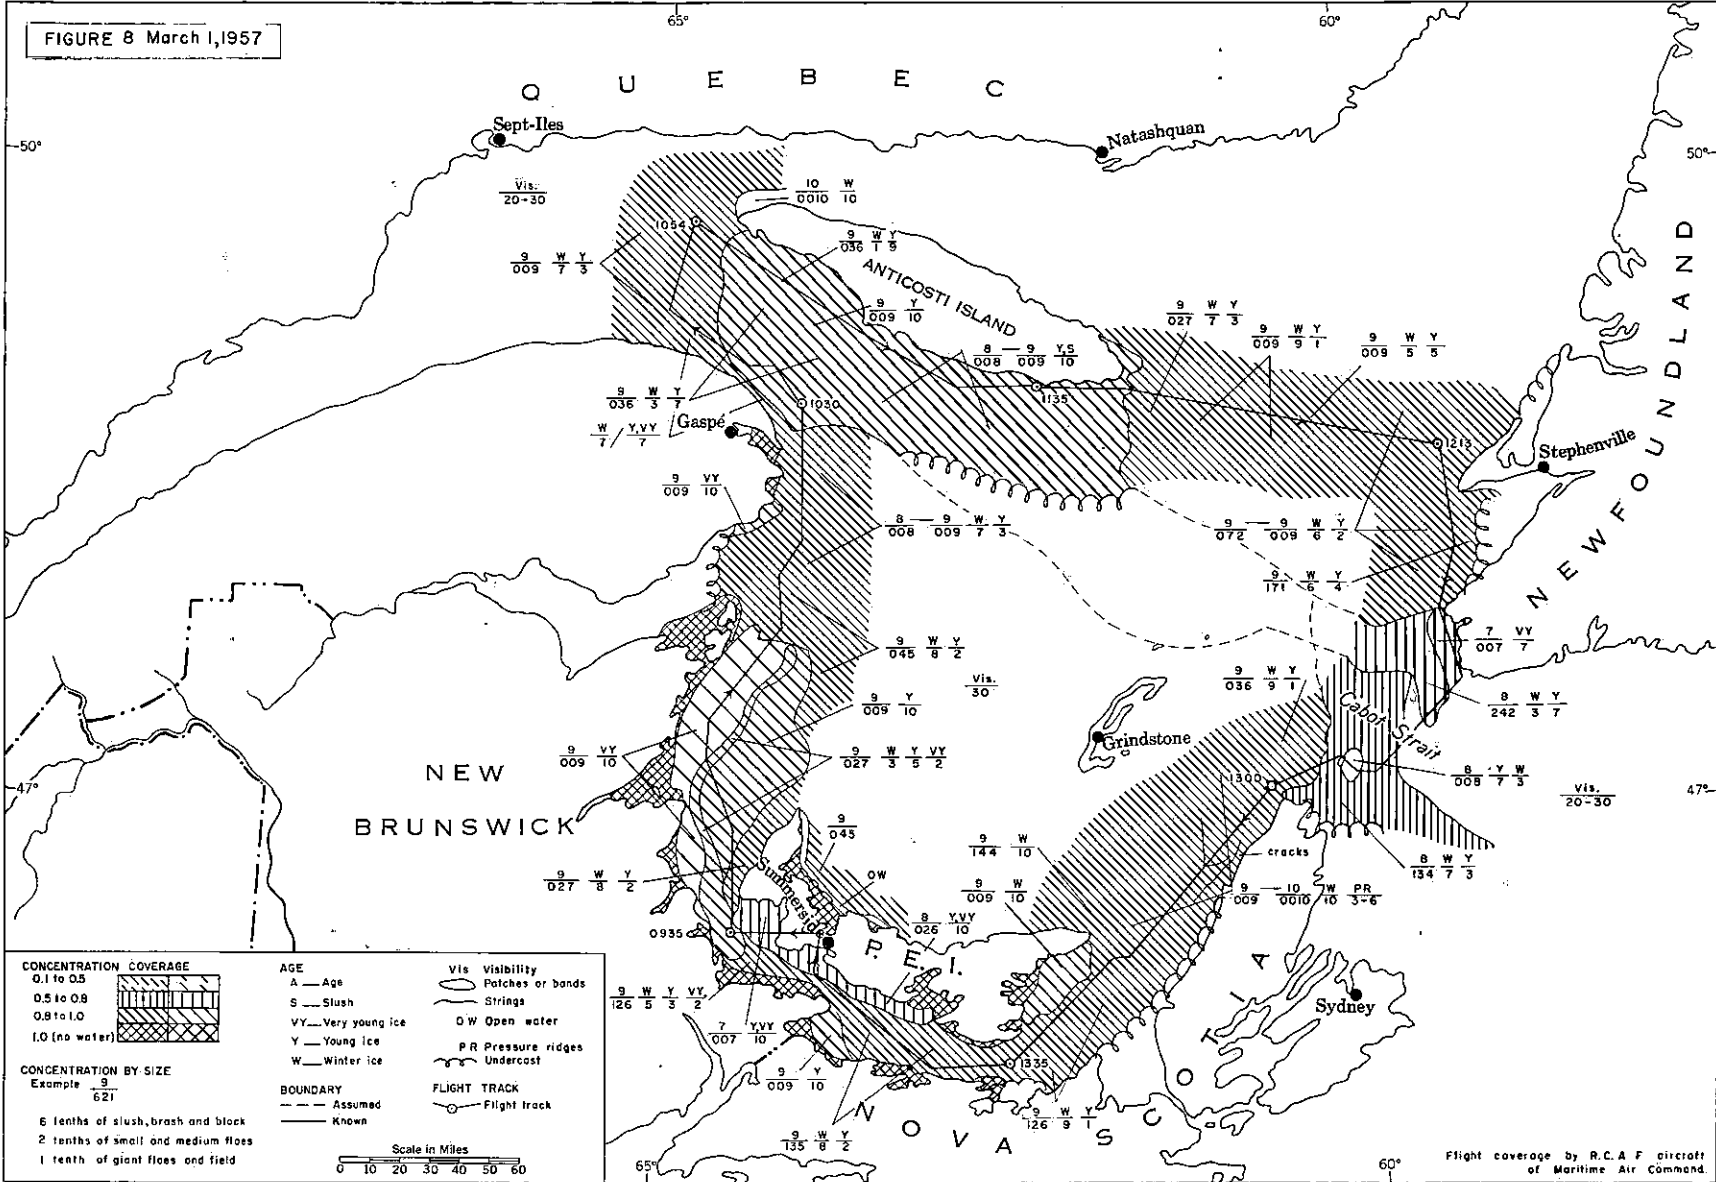 FIGURE 8 March 1, 1957
65°
60°
QUEBEC
Sept-Iles
Natashquan
50°
50°
Vis.
20-30
10 W
0010 10
1054
9 W Y
009 7 3
9 W Y
036 1 9
ANTICOSTI ISLAND
9 Y
009 10
8 — 9 Y,S
008 009 10
9 W Y
027 7 3
9 W Y
009 9 1
9 W Y
009 5 5
NEWFOUNDLAND
9 W Y
036 3 7
W / Y,VY
7 7
Gaspé
1030
1135
1213
Stephenville
9 VY
009 10
8 — 9 W Y
008 009 7 3
9 — 9 W Y
072 009 6 2
9 W Y
171 6 4
9 W Y
045 8 2
7 VY
007 7
Vis.
30
9 W Y
036 9 1
8 W Y
242 3 7
9 Y
009 10
Cabot Strait
Grindstone
9 VY
009 10
9 W Y VY
027 3 5 2
8 Y W
008 7 3
1300
Vis.
20-30
47°
47°
NEW
BRUNSWICK
9
045
9 W
144 10
cracks
8 W Y
134 7 3
9 W Y
027 8 2
Summerside
OW
9 W
009 10
9 — 10 W PR
009 0010 10 3-6
8 Y,VY
026 10
0935
P.E.I.
9 W Y VY
126 5 3 2
7 Y,VY
007 10
Sydney
9 Y
009 10
1335
9 W Y
126 9 1
9 W Y
135 8 2
NOVA SCOTIA
CONCENTRATION COVERAGE
0.1 to 0.5
0.5 to 0.8
0.8 to 1.0
1.0 (no water)
CONCENTRATION BY SIZE
Example 9
621
6 tenths of slush, brash and block
2 tenths of small and medium floes
1 tenth of giant floes and field
AGE
A — Age
S — Slush
VY — Very young ice
Y — Young ice
W — Winter ice
BOUNDARY
Assumed
Known
Vis Visibility
Patches or bands
Strings
OW Open water
PR Pressure ridges
Undercast
FLIGHT TRACK
Flight track
Scale in Miles
0 10 20 30 40 50 60
65°
60°
Flight coverage by R.C.A F aircraft
of Maritime Air Command.